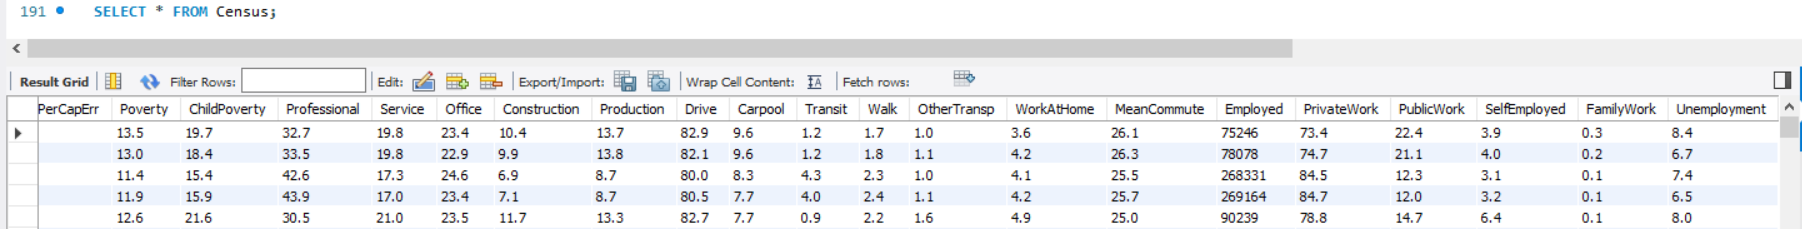 191 SELECT * FROM Census;
Result Grid Filter Rows: Edit: Export/Import: Wrap Cell Content: IA Fetch rows:
PerCapErr Poverty ChildPoverty Professional Service Office Construction Production Drive Carpool Transit Walk OtherTransp WorkAtHome MeanCommute Employed PrivateWork PublicWork SelfEmployed FamilyWork Unemployment
13.5 19.7 32.7 19.8 23.4 10.4 13.7 82.9 9.6 1.2 1.7 1.0 3.6 26.1 75246 73.4 22.4 3.9 0.3 8.4
13.0 18.4 33.5 19.8 22.9 9.9 13.8 82.1 9.6 1.2 1.8 1.1 4.2 26.3 78078 74.7 21.1 4.0 0.2 6.7
11.4 15.4 42.6 17.3 24.6 6.9 8.7 80.0 8.3 4.3 2.3 1.0 4.1 25.5 268331 84.5 12.3 3.1 0.1 7.4
11.9 15.9 43.9 17.0 23.4 7.1 8.7 80.5 7.7 4.0 2.4 1.1 4.2 25.7 269164 84.7 12.0 3.2 0.1 6.5
12.6 21.6 30.5 21.0 23.5 11.7 13.3 82.7 7.7 0.9 2.2 1.6 4.9 25.0 90239 78.8 14.7 6.4 0.1 8.0